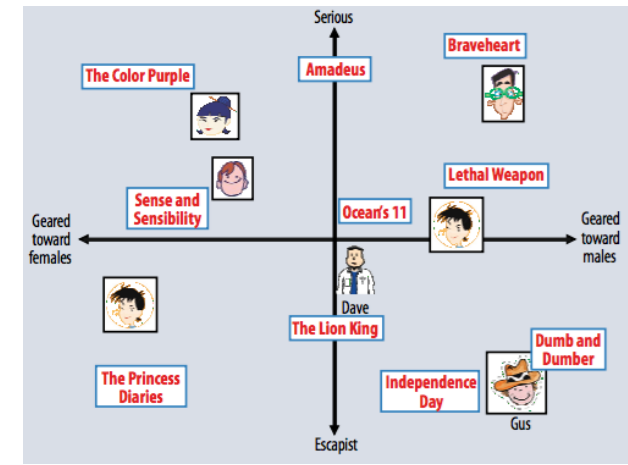 Serious
Braveheart
Amadeus
The Color Purple
Lethal Weapon
Sense and
Sensibility
Ocean's 11
Geared
toward
females
Geared
toward
males
Dave
The Lion King
Dumb and
Dumber
The Princess
Diaries
Independence
Day
Gus
Escapist